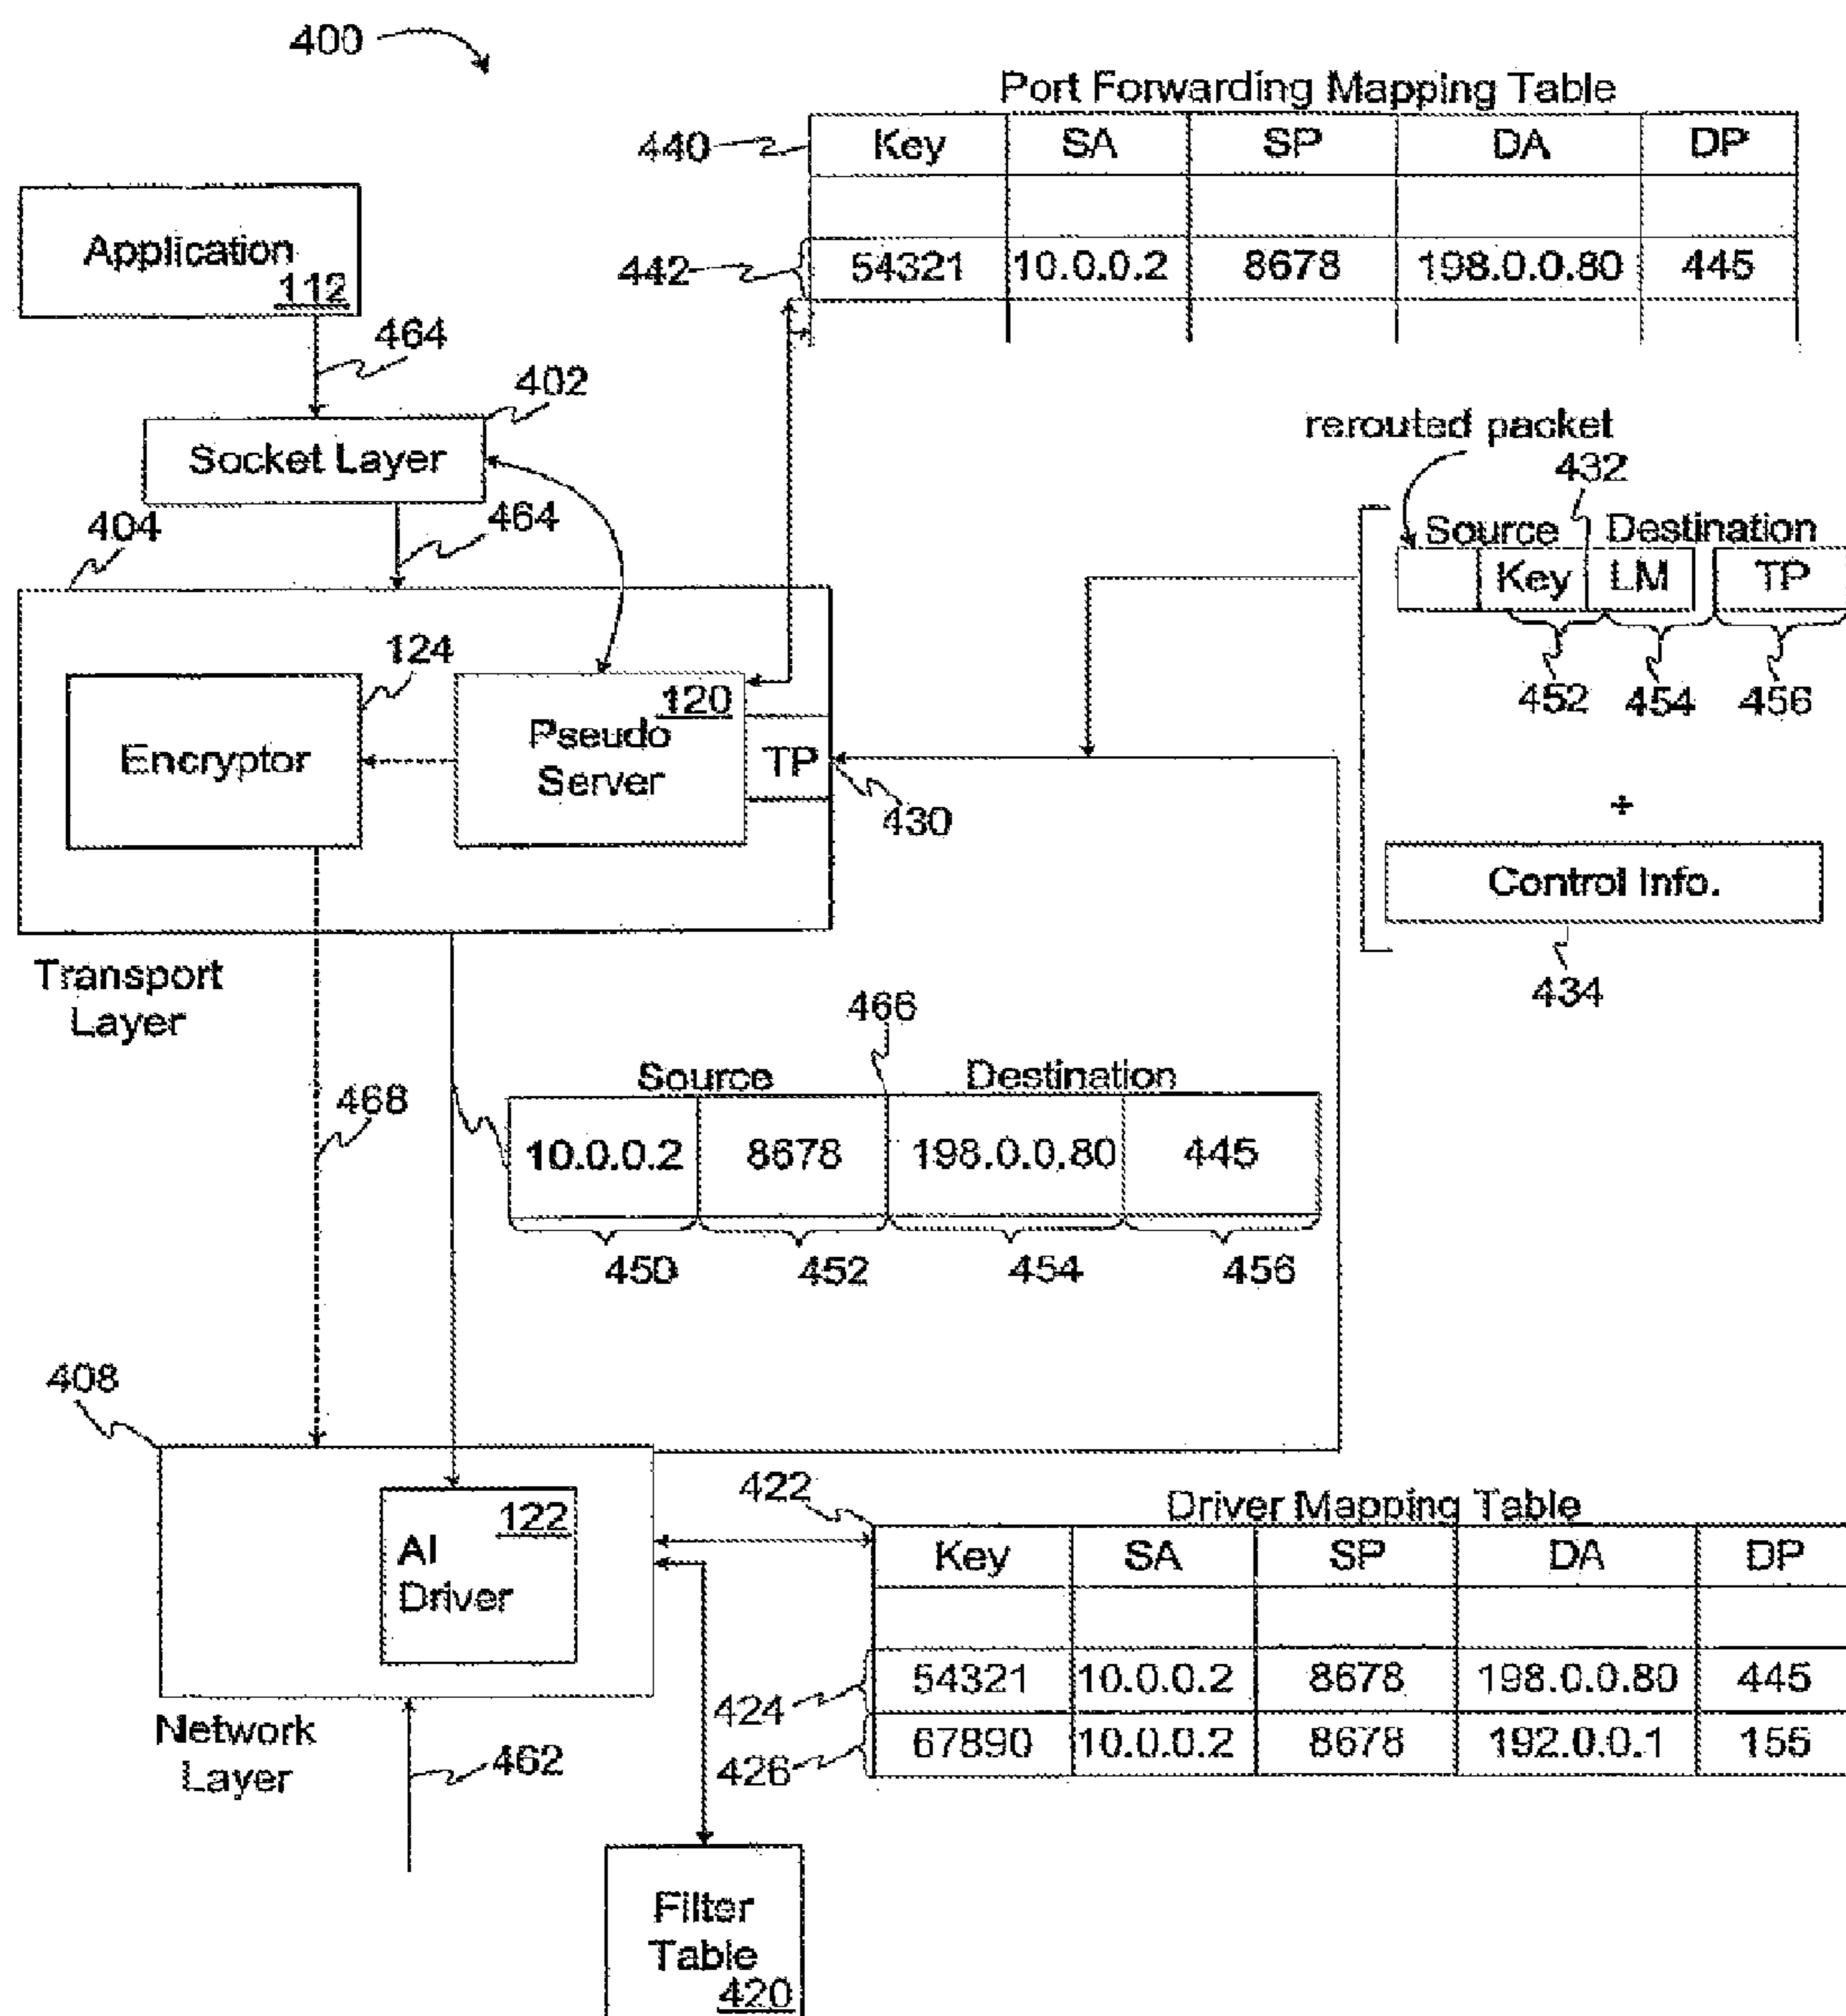 400
Port Forwarding Mapping Table
440
Key SA SP DA DP
442
54321 10.0.0.2 8678 198.0.0.80 445
Application
112
464
402
Socket Layer
464
404
rerouted packet
432
Source Destination
Key LM TP
452 454 456
+
Control Info.
434
124
Encryptor
120
Pseudo
Server
TP
430
Transport
Layer
466
Source Destination
468
10.0.0.2 8678 198.0.0.80 445
450 452 454 456
408
122
AI
Driver
Network
Layer
462
422
Driver Mapping Table
Key SA SP DA DP
424
54321 10.0.0.2 8678 198.0.0.80 445
426
67890 10.0.0.2 8678 192.0.0.1 155
Filter
Table
420